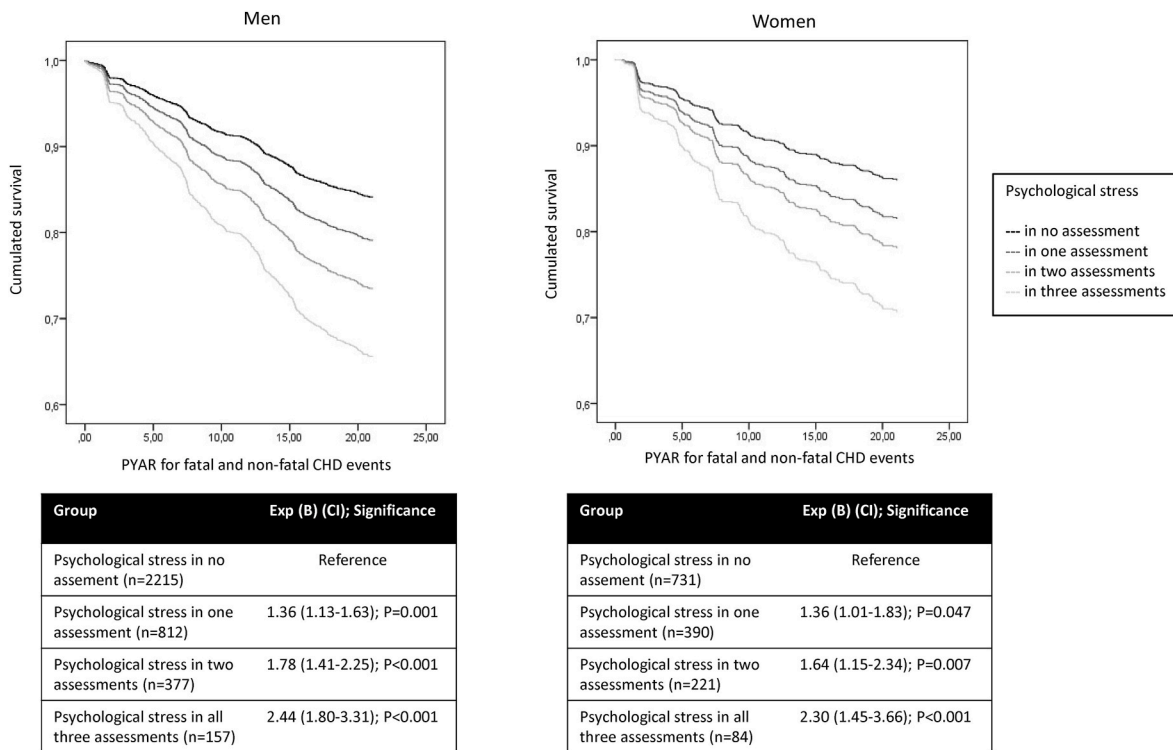 Men
Women
1,0
0,9
0,8
0,7
0,6
Cumulated survival
,00
5,00
10,00
15,00
20,00
25,00
PYAR for fatal and non-fatal CHD events
1,0
0,9
0,8
0,7
0,6
Cumulated survival
,00
5,00
10,00
15,00
20,00
25,00
PYAR for fatal and non-fatal CHD events
Psychological stress
in no assessment
in one assessment
in two assessments
in three assessments
Group Exp (B) (CI); Significance
Psychological stress in no Reference
assement (n=2215)
Psychological stress in one 1.36 (1.13-1.63); P=0.001
assessment (n=812)
Psychological stress in two 1.78 (1.41-2.25); P<0.001
assessments (n=377)
Psychological stress in all 2.44 (1.80-3.31); P<0.001
three assessments (n=157)
Group Exp (B) (CI); Significance
Psychological stress in no Reference
assement (n=731)
Psychological stress in one 1.36 (1.01-1.83); P=0.047
assessment (n=390)
Psychological stress in two 1.64 (1.15-2.34); P=0.007
assessments (n=221)
Psychological stress in all 2.30 (1.45-3.66); P<0.001
three assessments (n=84)